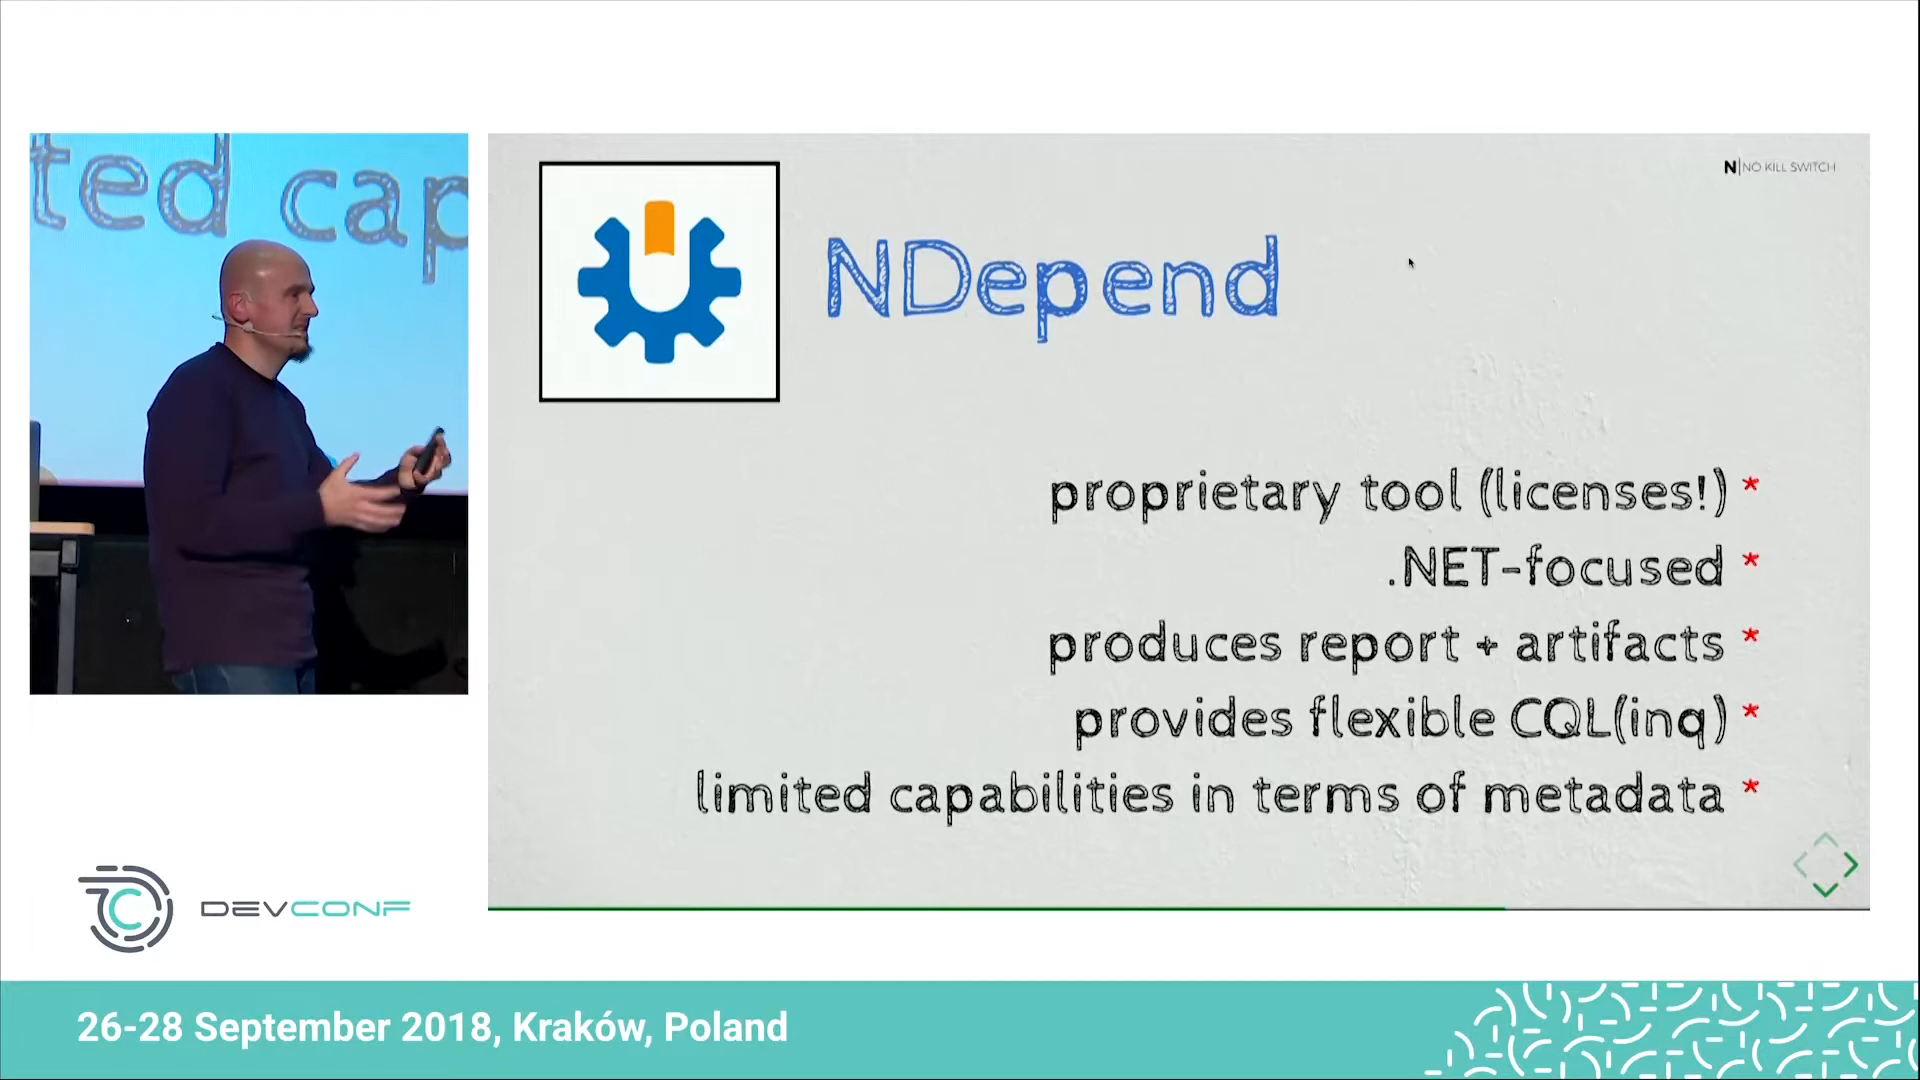 ted cap
N|NO KILL SWITCH
NDepend
proprietary tool (licenses!) *
.NET-focused *
produces report + artifacts *
provides flexible CQL(inq) *
limited capabilities in terms of metadata *
DEVCONF
26-28 September 2018, Kraków, Poland